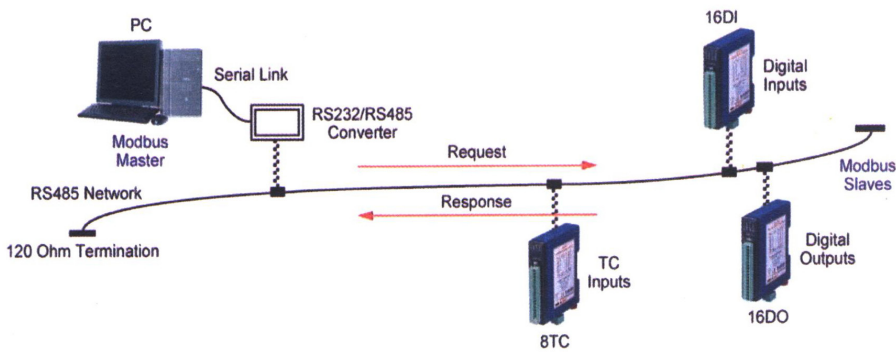 PC
16DI
Serial Link
Digital
Inputs
RS232/RS485
Converter
Modbus
Master
Request
Modbus
Slaves
RS485 Network
Response
120 Ohm Termination
TC
Inputs
Digital
Outputs
16DO
8TC